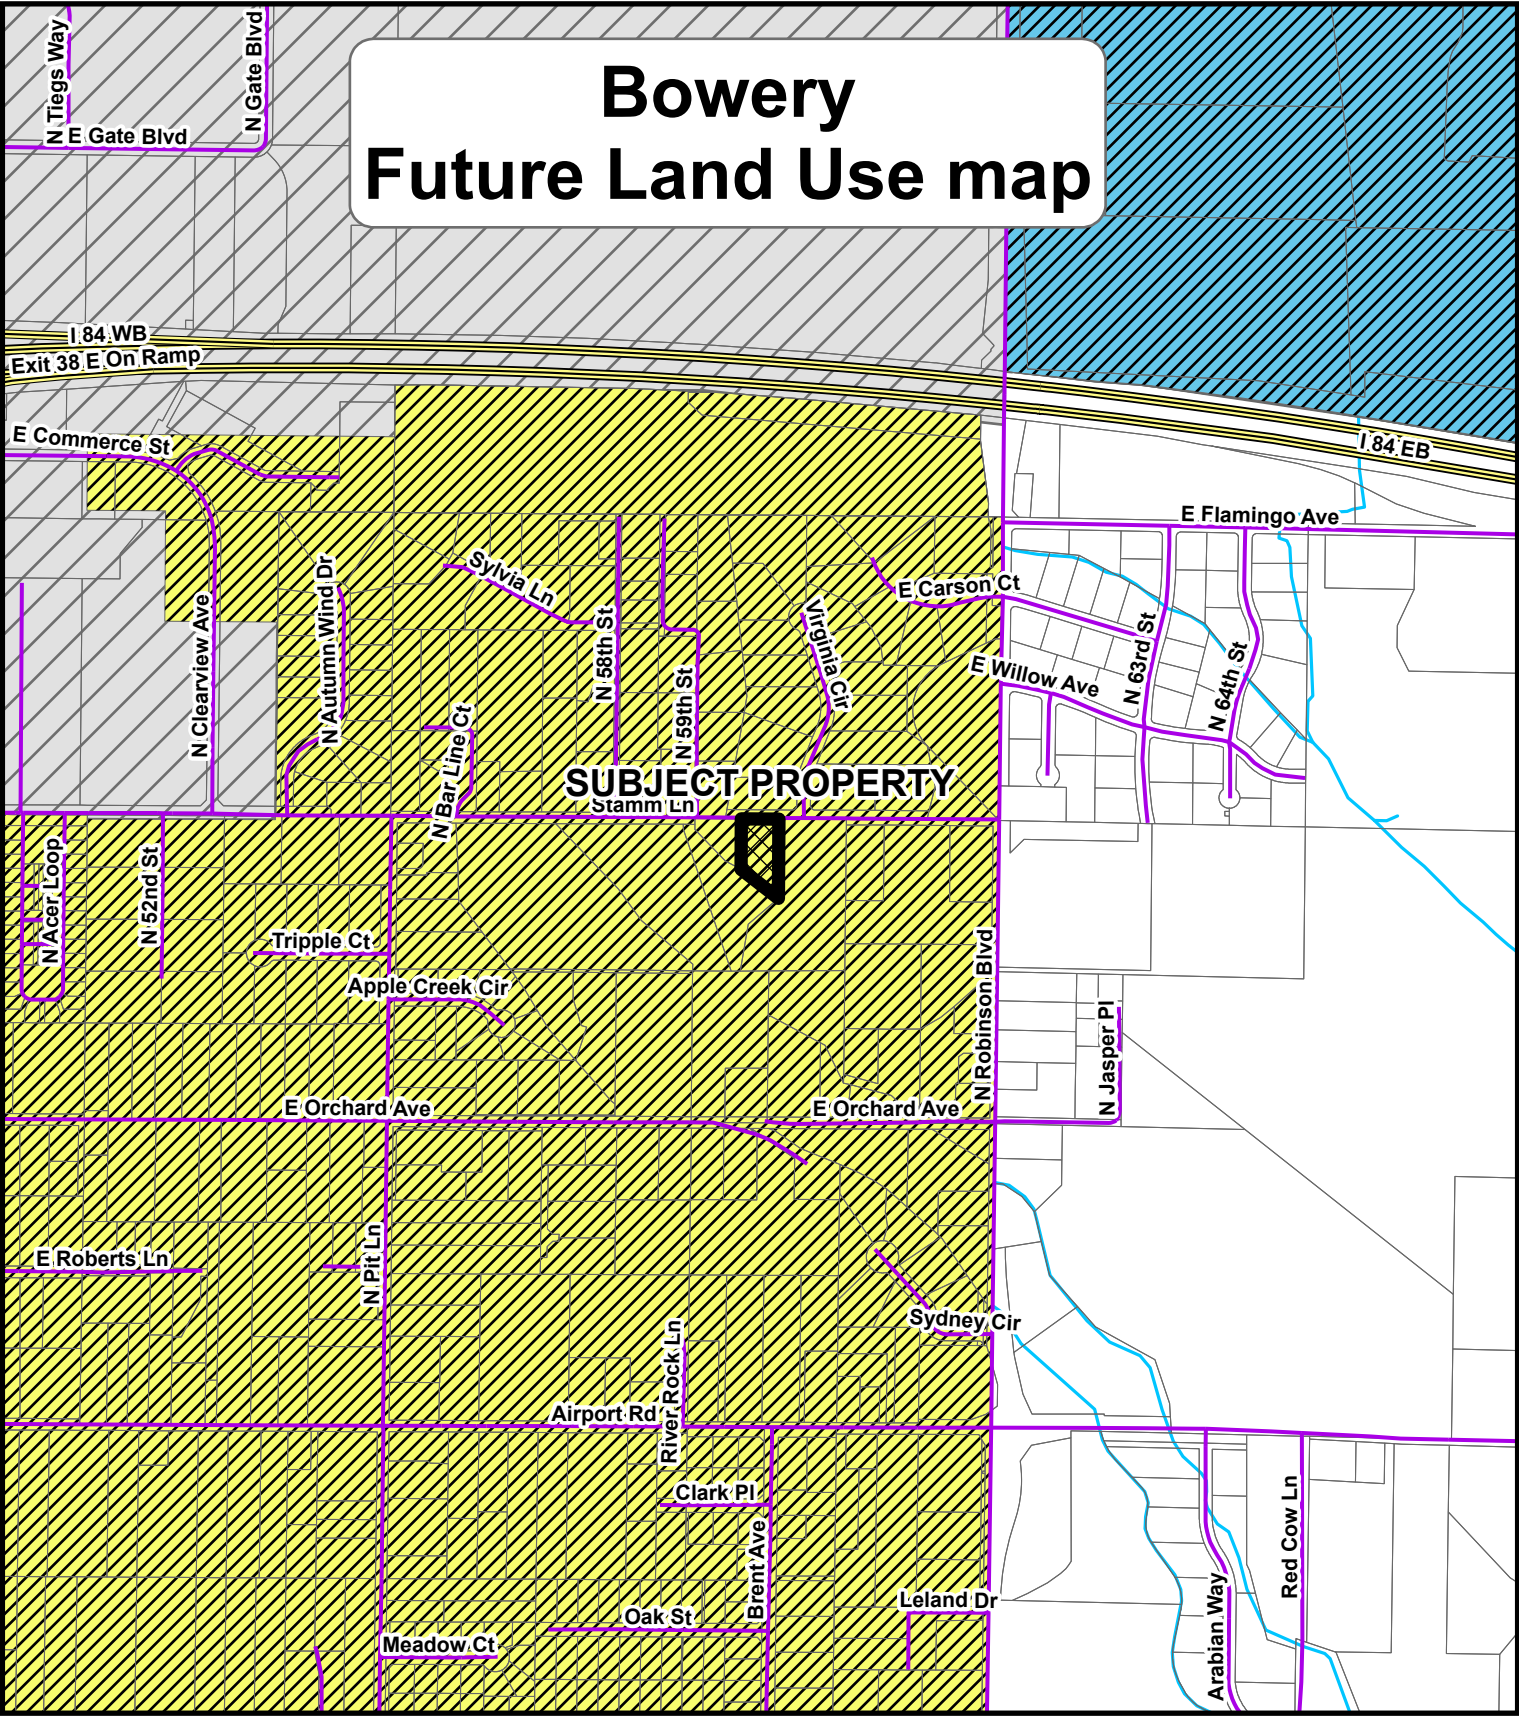 N Tiegs Way
N Gate Blvd
E Gate Blvd
Bowery
Future Land Use map
I 84 WB
Exit 38 E On Ramp
E Commerce St
I 84 EB
E Flamingo Ave
Sylvia Ln
E Carson Ct
N Autumn Wind Dr
N Clearview Ave
N 58th St
Virginia Cir
N 63rd St
E Willow Ave
N 64th St
N 59th St
N Bar Line Ct
SUBJECT PROPERTY
Stamm Ln
N Acer Loop
N 52nd St
Tripple Ct
Apple Creek Cir
N Robinson Blvd
N Jasper Pl
E Orchard Ave
E Orchard Ave
E Roberts Ln
N Pit Ln
Sydney Cir
River Rock Ln
Airport Rd
Clark Pl
Brent Ave
Red Cow Ln
Arabian Way
Leland Dr
Oak St
Meadow Ct